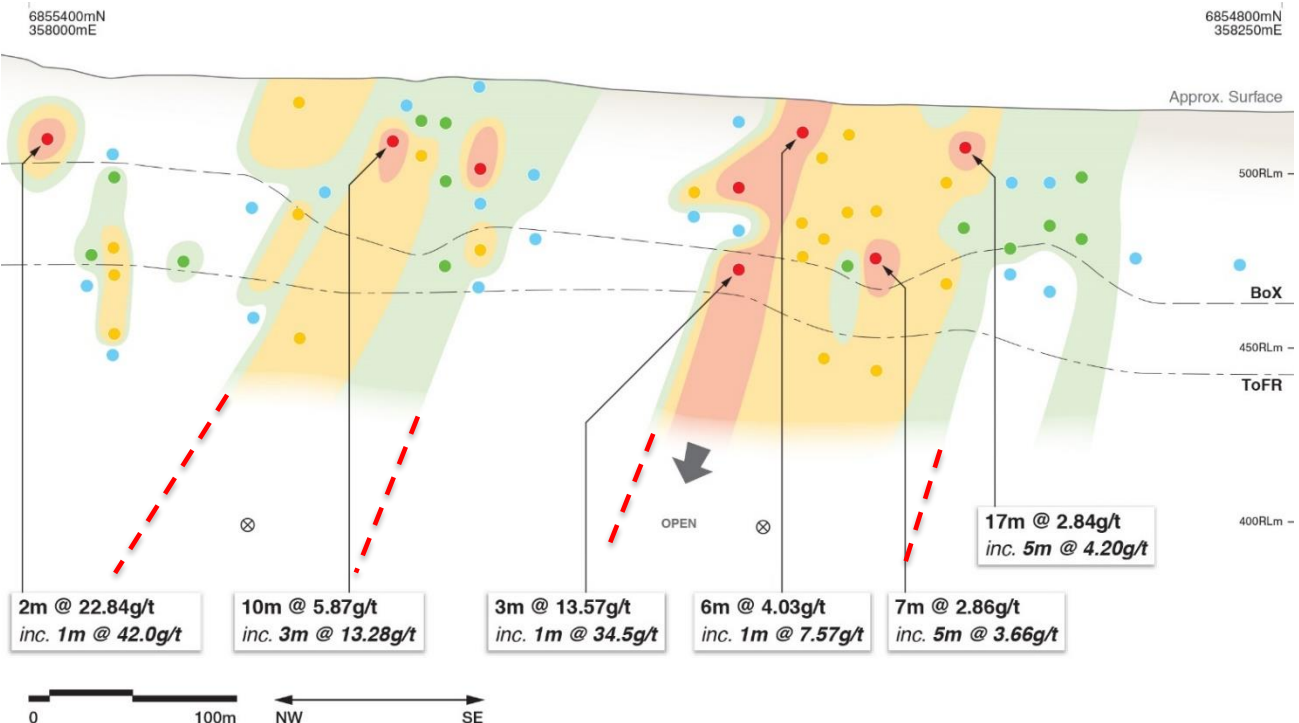 6855400mN
358000mE
6854800mN
358250mE
Approx. Surface
500RLm
BoX
450RLm
ToFR
400RLm
OPEN
17m @ 2.84g/t
inc. 5m @ 4.20g/t
2m @ 22.84g/t
inc. 1m @ 42.0g/t
10m @ 5.87g/t
inc. 3m @ 13.28g/t
3m @ 13.57g/t
inc. 1m @ 34.5g/t
6m @ 4.03g/t
inc. 1m @ 7.57g/t
7m @ 2.86g/t
inc. 5m @ 3.66g/t
0 100m
NW SE